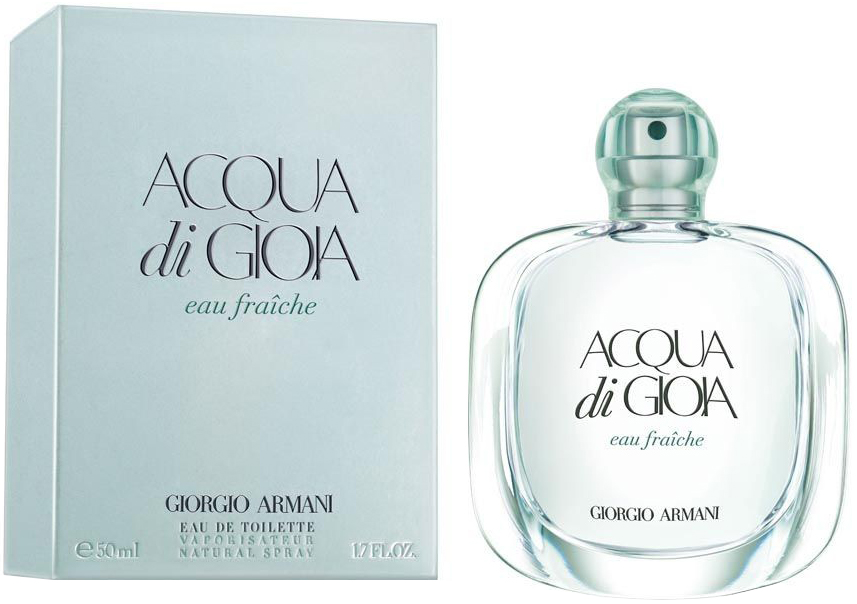 ACQUA
di GIOIA
eau fraîche
GIORGIO ARMANI
EAU DE TOILETTE
VAPORISATEUR
NATURAL SPRAY
℮50ml
1.7 FL.OZ.
ACQUA
di GIOIA
eau fraîche
GIORGIO ARMANI